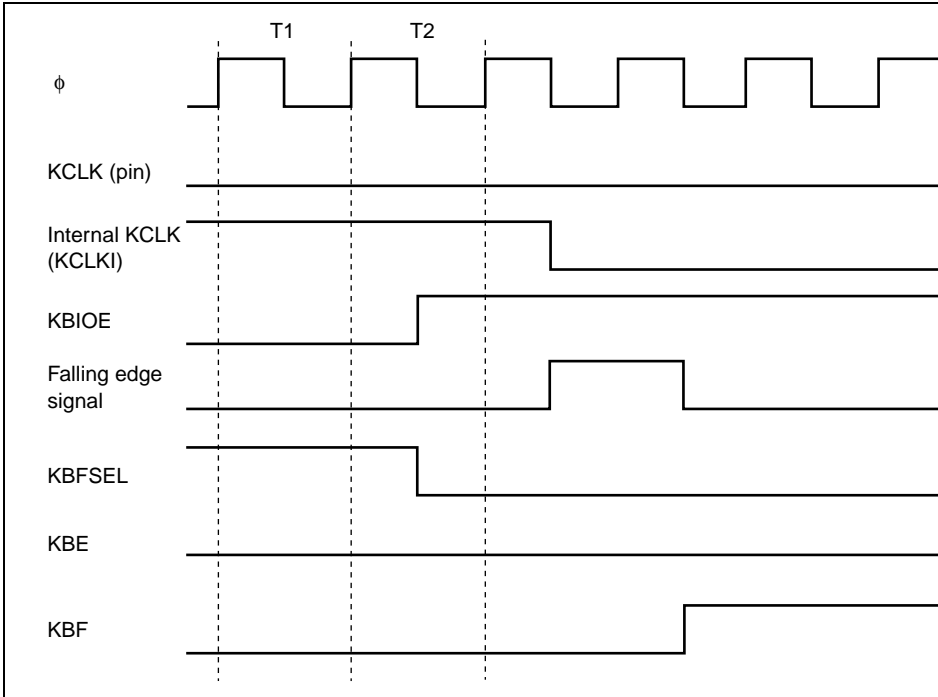 T1 T2
φ
KCLK (pin)
Internal KCLK
(KCLKI)
KBIOE
Falling edge
signal
KBFSEL
KBE
KBF